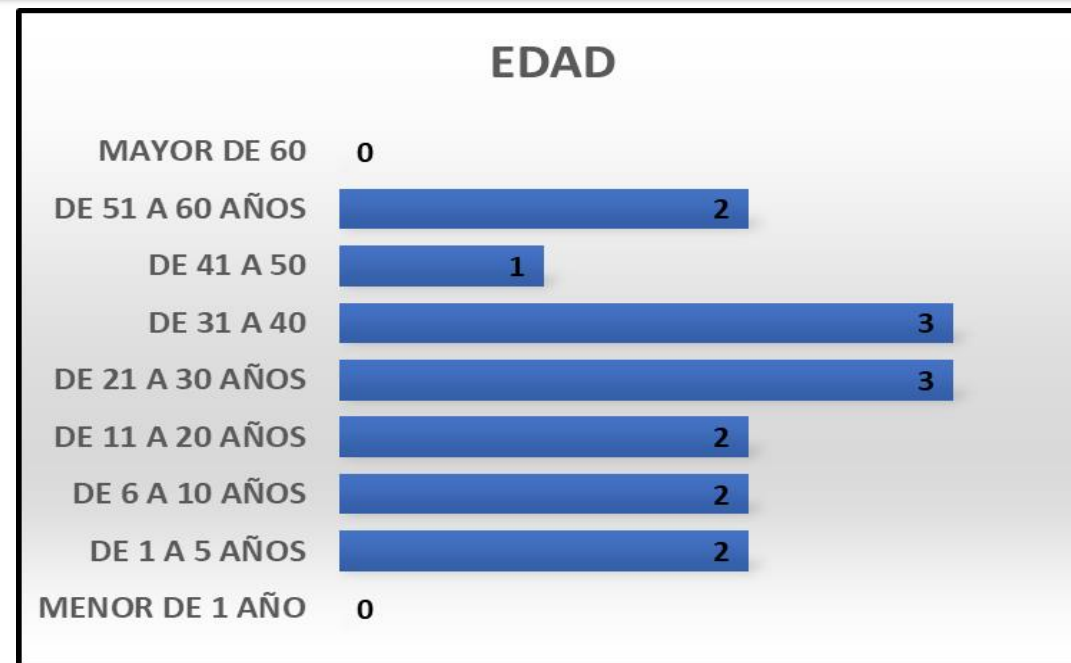 EDAD
MAYOR DE 60 0
DE 51 A 60 AÑOS 2
DE 41 A 50 1
DE 31 A 40 3
DE 21 A 30 AÑOS 3
DE 11 A 20 AÑOS 2
DE 6 A 10 AÑOS 2
DE 1 A 5 AÑOS 2
MENOR DE 1 AÑO 0